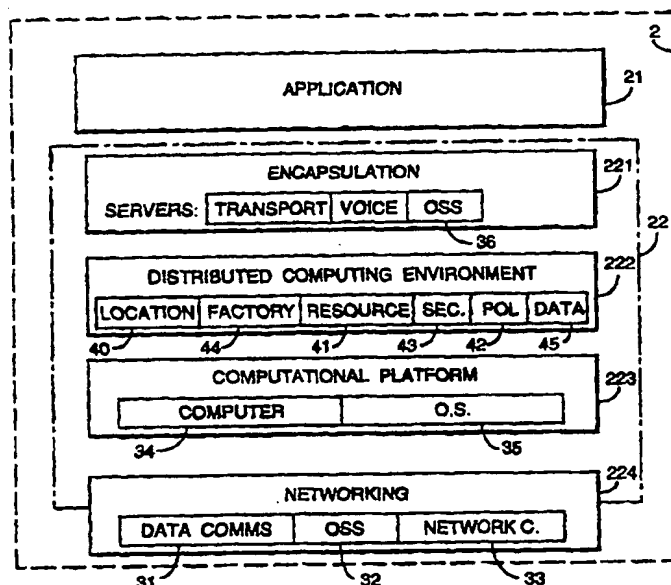 2
APPLICATION
21
ENCAPSULATION
221
SERVERS: TRANSPORT VOICE OSS
36
22
DISTRIBUTED COMPUTING ENVIRONMENT
222
LOCATION FACTORY RESOURCE SEC. POL DATA
40 44 41 43 42 45
COMPUTATIONAL PLATFORM
223
COMPUTER O.S.
34 35
NETWORKING
224
DATA COMMS OSS NETWORK C.
31 32 33